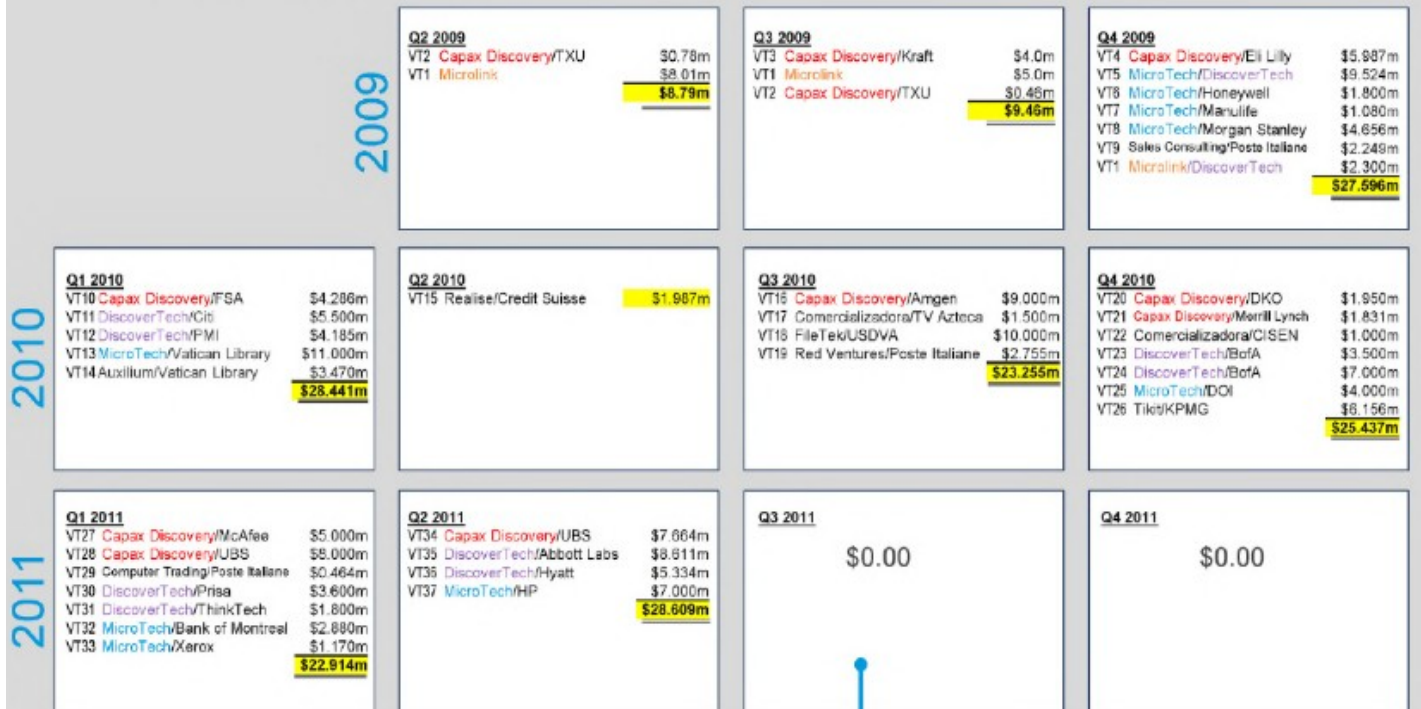 2009
Q2 2009
VT2 Capax Discovery/TXU $0.78m
VT1 Microlink $8.01m
$8.79m
Q3 2009
VT3 Capax Discovery/Kraft $4.0m
VT1 Microlink $5.0m
VT2 Capax Discovery/TXU $0.46m
$9.46m
Q4 2009
VT4 Capax Discovery/Eli Lilly $5.987m
VT5 MicroTech/DiscoverTech $9.524m
VT6 MicroTech/Honeywell $1.800m
VT7 MicroTech/Manulife $1.080m
VT8 MicroTech/Morgan Stanley $4.656m
VT9 Sales Consulting/Poste Italiane $2.249m
VT1 Microlink/DiscoverTech $2.300m
$27.596m
2010
Q1 2010
VT10 Capax Discovery/FSA $4.286m
VT11 DiscoverTech/Citi $5.500m
VT12 DiscoverTech/PMI $4.185m
VT13 MicroTech/Vatican Library $11.000m
VT14 Auxilium/Vatican Library $3.470m
$28.441m
Q2 2010
VT15 Realise/Credit Suisse $1.987m
Q3 2010
VT16 Capax Discovery/Amgen $9.000m
VT17 Comercializadora/TV Azteca $1.500m
VT18 FileTek/USDVA $10.000m
VT19 Red Ventures/Poste Italiane $2.755m
$23.255m
Q4 2010
VT20 Capax Discovery/DKO $1.950m
VT21 Capax Discovery/Merrill Lynch $1.831m
VT22 Comercializadora/CISEN $1.000m
VT23 DiscoverTech/BofA $3.500m
VT24 DiscoverTech/BofA $7.000m
VT25 MicroTech/DOI $4.000m
VT26 Tikit/KPMG $6.156m
$25.437m
2011
Q1 2011
VT27 Capax Discovery/McAfee $5.000m
VT28 Capax Discovery/UBS $8.000m
VT29 Computer Trading/Poste Italiane $0.464m
VT30 DiscoverTech/Prisa $3.600m
VT31 DiscoverTech/ThinkTech $1.800m
VT32 MicroTech/Bank of Montreal $2.880m
VT33 MicroTech/Xerox $1.170m
$22.914m
Q2 2011
VT34 Capax Discovery/UBS $7.664m
VT35 DiscoverTech/Abbott Labs $8.611m
VT36 DiscoverTech/Hyatt $5.334m
VT37 MicroTech/HP $7.000m
$28.609m
Q3 2011
$0.00
Q4 2011
$0.00